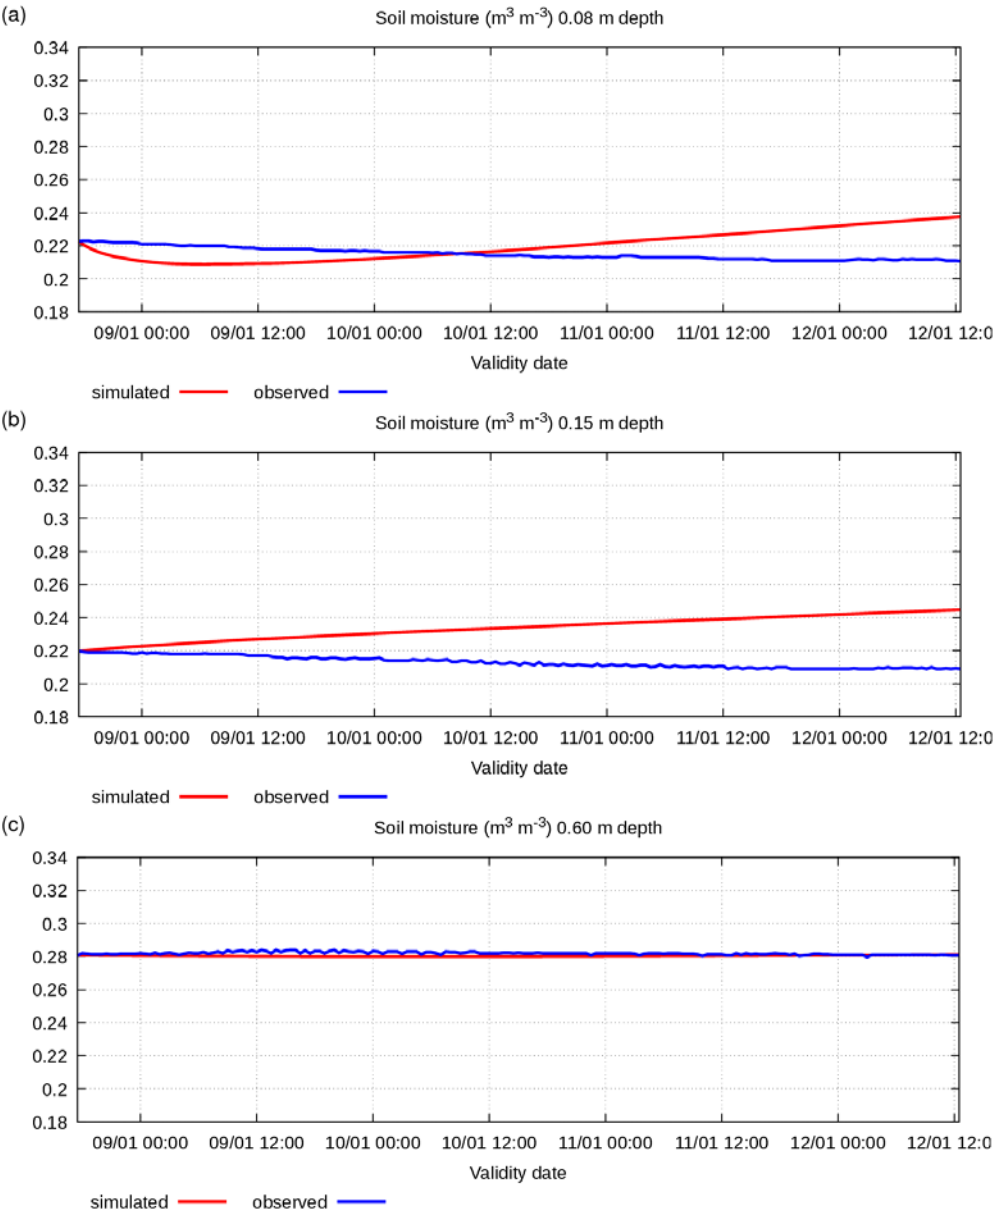 (a)
Soil moisture (m³ m⁻³) 0.08 m depth
0.34
0.32
0.3
0.28
0.26
0.24
0.22
0.2
0.18
09/01 00:00 09/01 12:00 10/01 00:00 10/01 12:00 11/01 00:00 11/01 12:00 12/01 00:00 12/01 12:0
Validity date
simulated observed
(b)
Soil moisture (m³ m⁻³) 0.15 m depth
0.34
0.32
0.3
0.28
0.26
0.24
0.22
0.2
0.18
09/01 00:00 09/01 12:00 10/01 00:00 10/01 12:00 11/01 00:00 11/01 12:00 12/01 00:00 12/01 12:0
Validity date
simulated observed
(c)
Soil moisture (m³ m⁻³) 0.60 m depth
0.34
0.32
0.3
0.28
0.26
0.24
0.22
0.2
0.18
09/01 00:00 09/01 12:00 10/01 00:00 10/01 12:00 11/01 00:00 11/01 12:00 12/01 00:00 12/01 12:0
Validity date
simulated observed